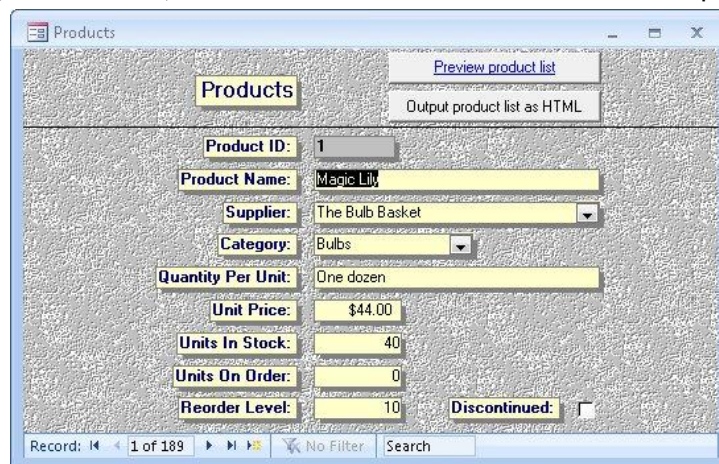 Products
Preview product list
Products
Output product list as HTML
Product ID: 1
Product Name: Magic Lily
Supplier: The Bulb Basket
Category: Bulbs
Quantity Per Unit: One dozen
Unit Price: $44.00
Units In Stock: 40
Units On Order: 0
Reorder Level: 10 Discontinued:
Record: 1 of 189 No Filter Search